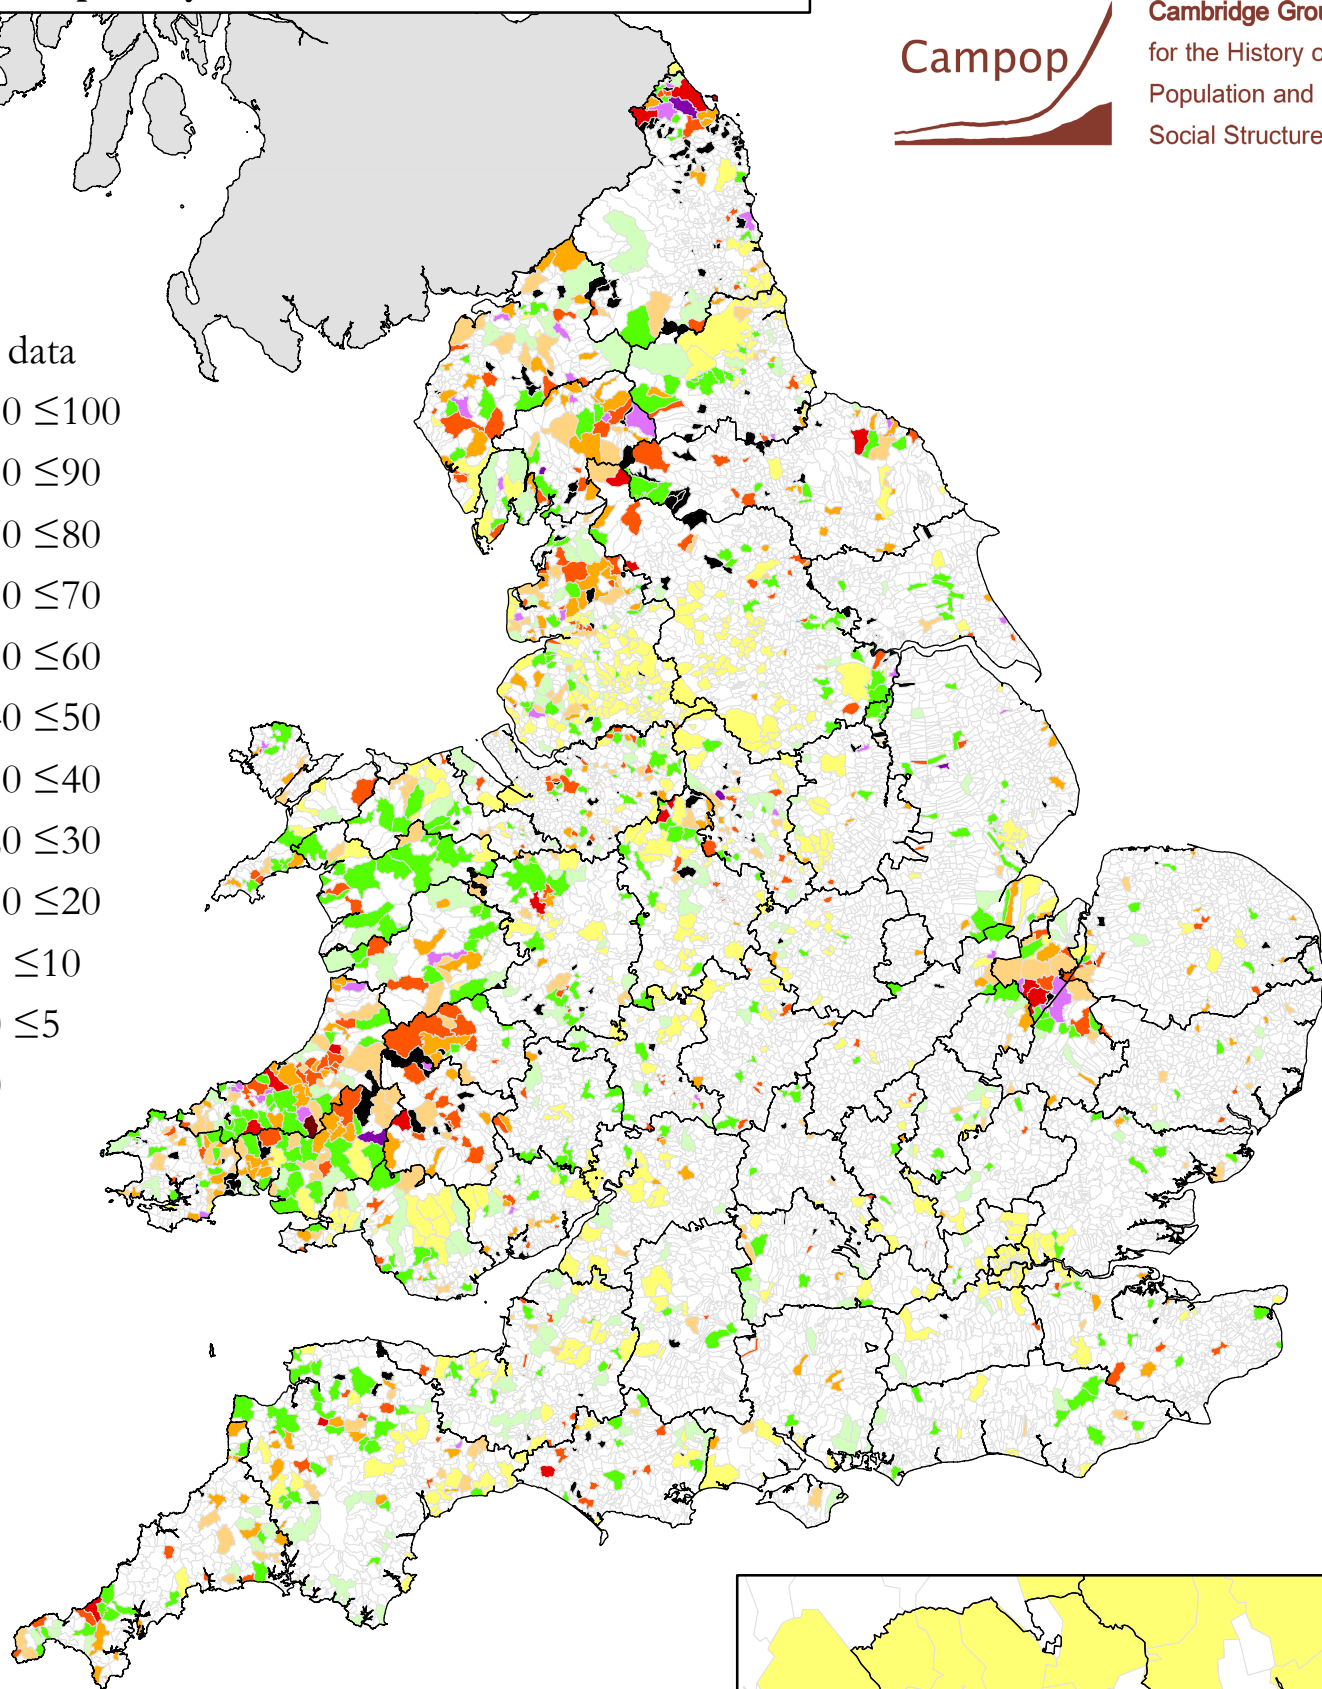 Campop
Cambridge Grou
for the History o
Population and
Social Structure
data
0 ≤100
0 ≤90
0 ≤80
0 ≤70
0 ≤60
0 ≤50
0 ≤40
0 ≤30
0 ≤20
≤10
≤5